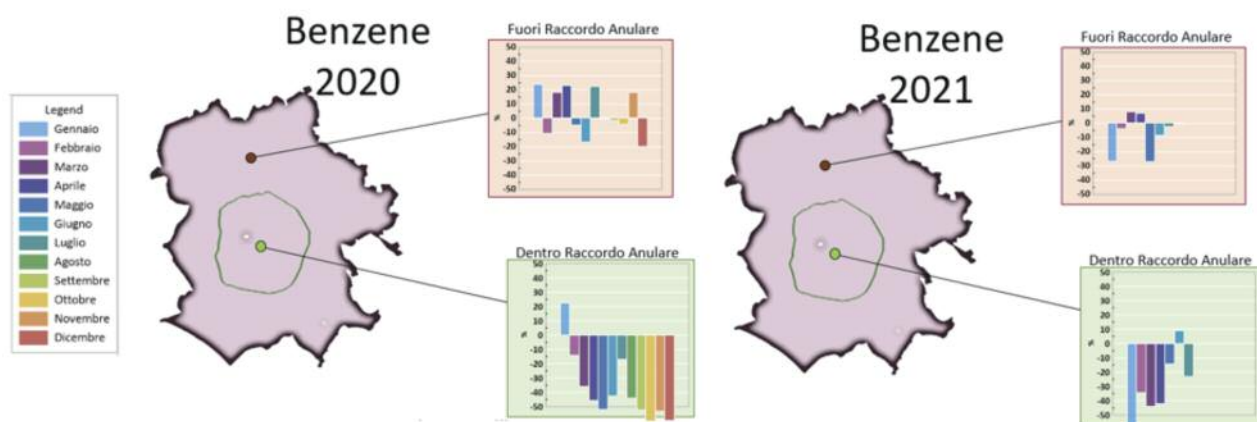 Benzene
2020
Legend
Gennaio
Febbraio
Marzo
Aprile
Maggio
Giugno
Luglio
Agosto
Settembre
Ottobre
Novembre
Dicembre
Fuori Raccordo Anulare
50
40
30
20
10
0
-10
-20
-30
-40
-50
%
Dentro Raccordo Anulare
50
40
30
20
10
0
-10
-20
-30
-40
-50
%
Benzene
2021
Fuori Raccordo Anulare
50
40
30
20
10
0
-10
-20
-30
-40
-50
%
Dentro Raccordo Anulare
50
40
30
20
10
0
-10
-20
-30
-40
-50
%